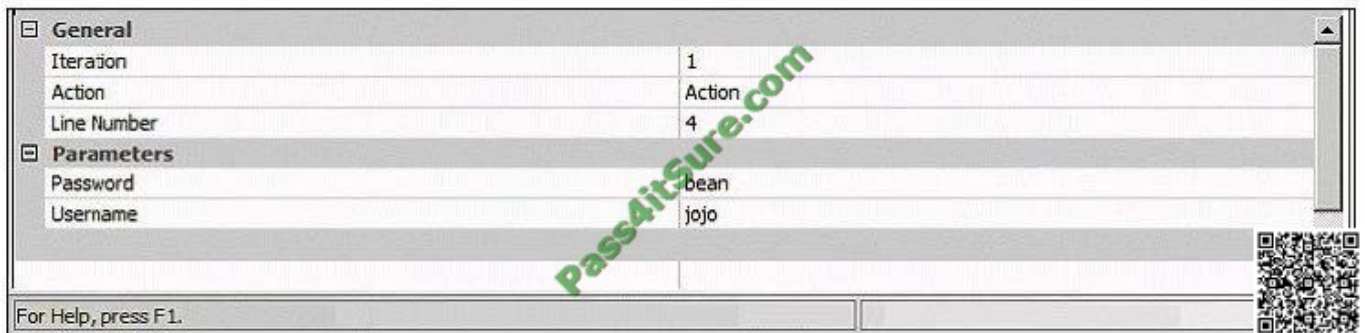 General
Iteration 1
Action Action
Line Number 4
Parameters
Password bean
Username jojo
For Help, press F1.
Pass4itSure.com